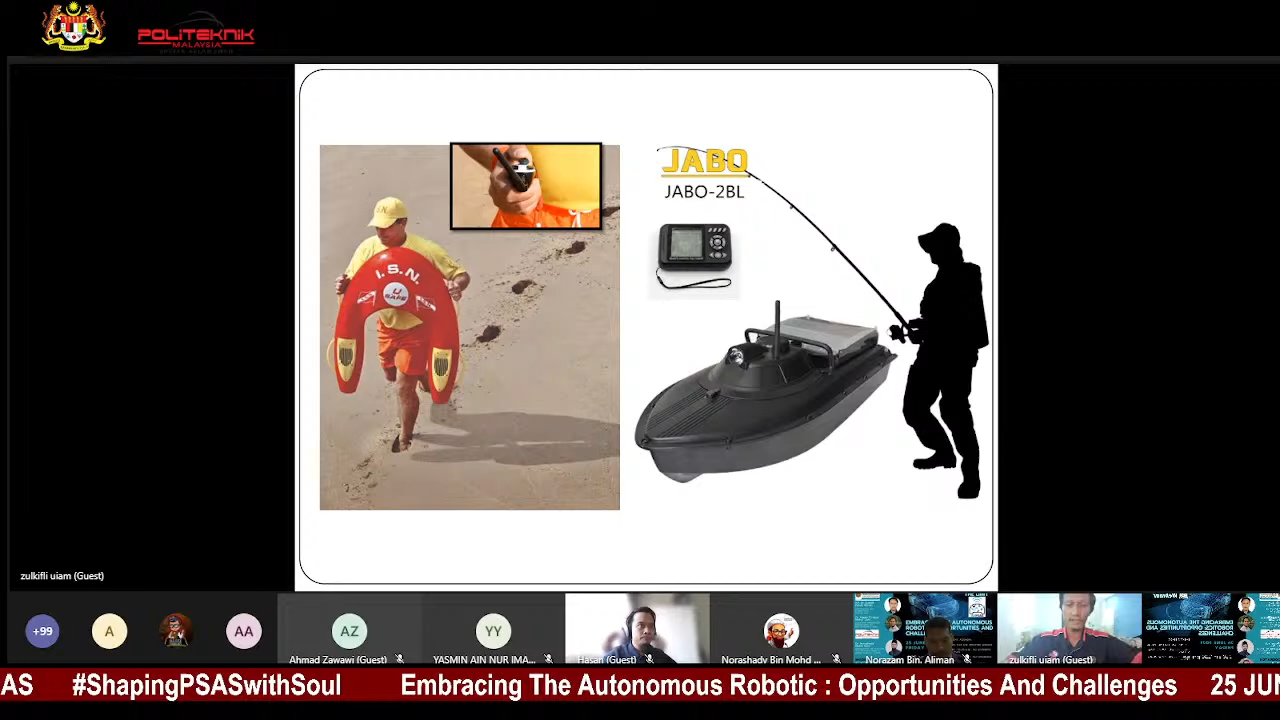 POLITEKNIK
MALAYSIA
I.S.N.
U
SAFE
JABO
JABO-2BL
zulkifli uiam (Guest)
+99
A
AA
AZ
YY
Ahmad Zawawi (Guest)
YASMIN AIN NUR IMA...
Hasan (Guest)
Norashady Bin Mohd ...
Norazam Bin. Aliman
zulkifli uiam (Guest)
AS #ShapingPSASwithSoul Embracing The Autonomous Robotic : Opportunities And Challenges 25 JUN